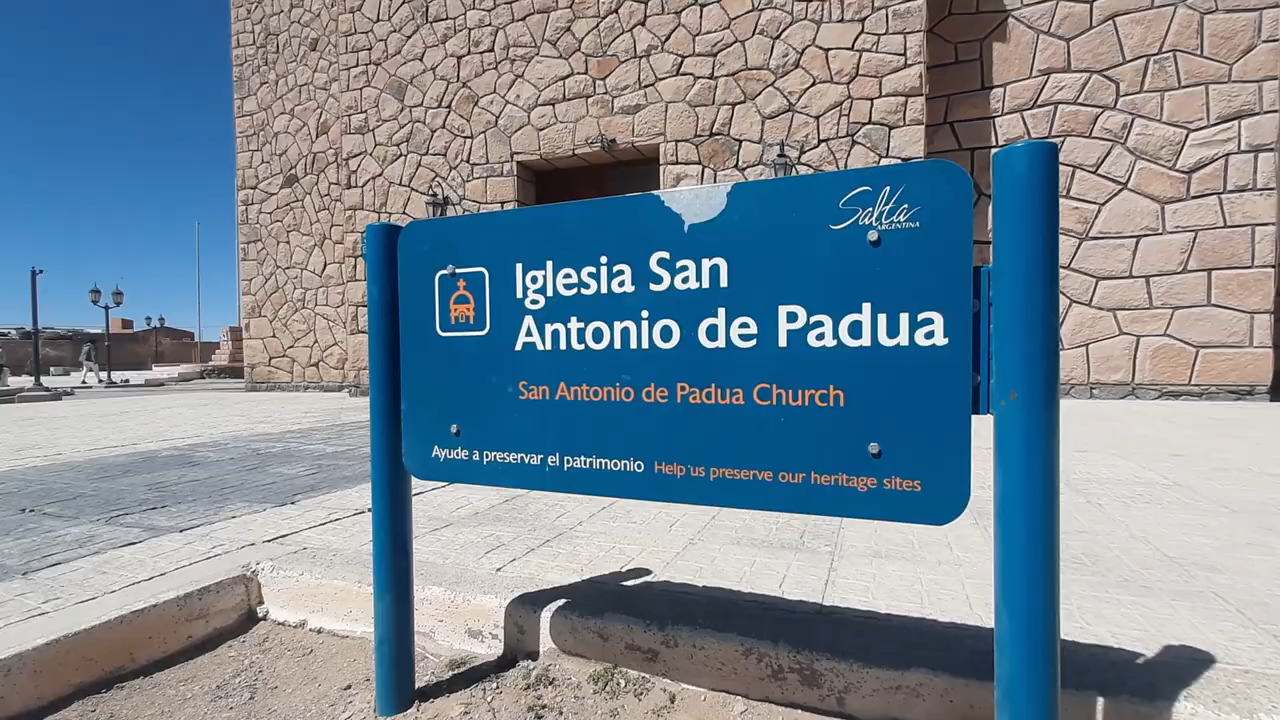 Salta
ARGENTINA
Iglesia San
Antonio de Padua
San Antonio de Padua Church
Ayude a preservar el patrimonio Help us preserve our heritage sites